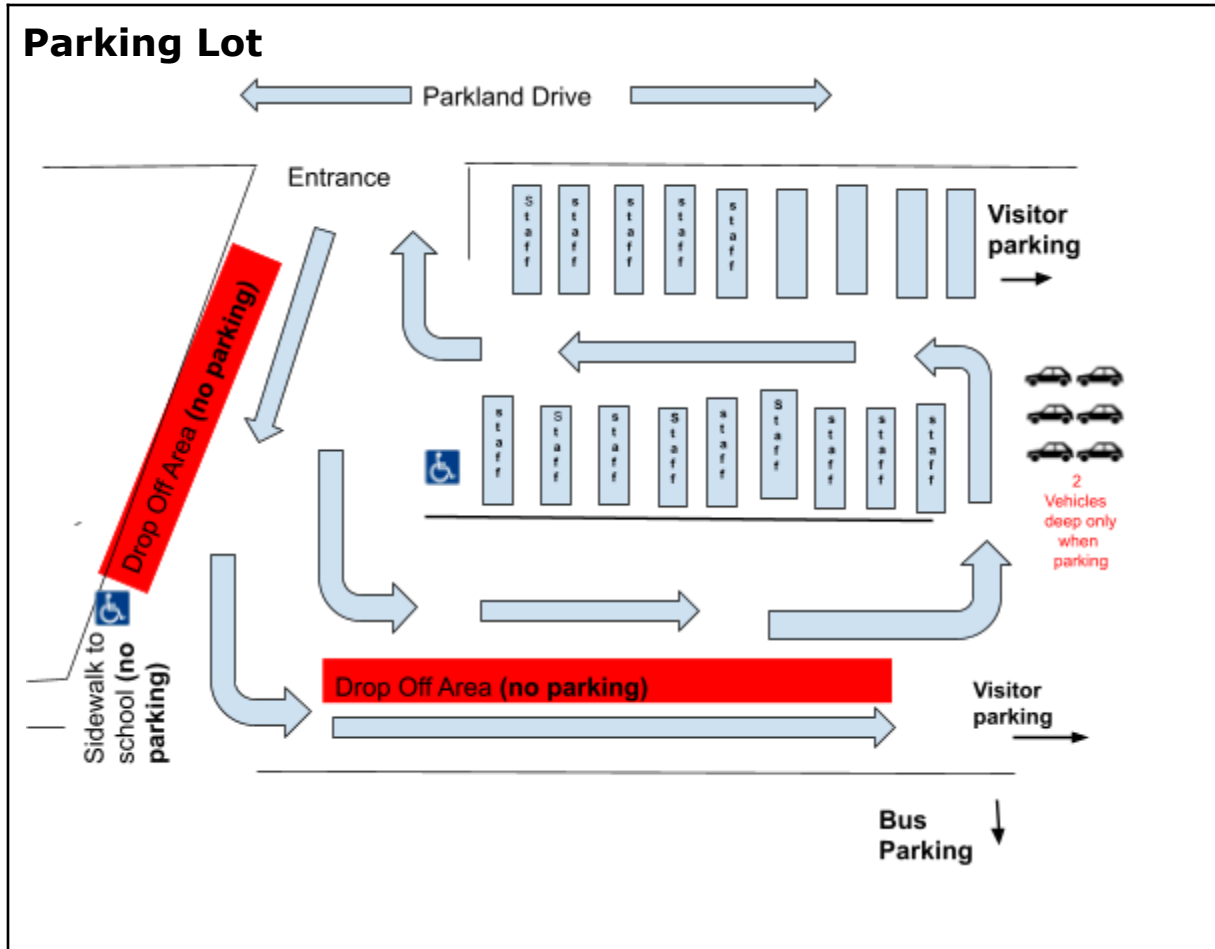 Parking Lot
Parkland Drive
Entrance
Staff
staff
staff
staff
staff
Visitor
parking
Drop Off Area (no parking)
staff
Staff
staff
Staff
staff
Staff
staff
staff
staff
2
Vehicles
deep only
when
parking
Sidewalk to
school (no
parking)
Drop Off Area (no parking)
Visitor
parking
Bus
Parking